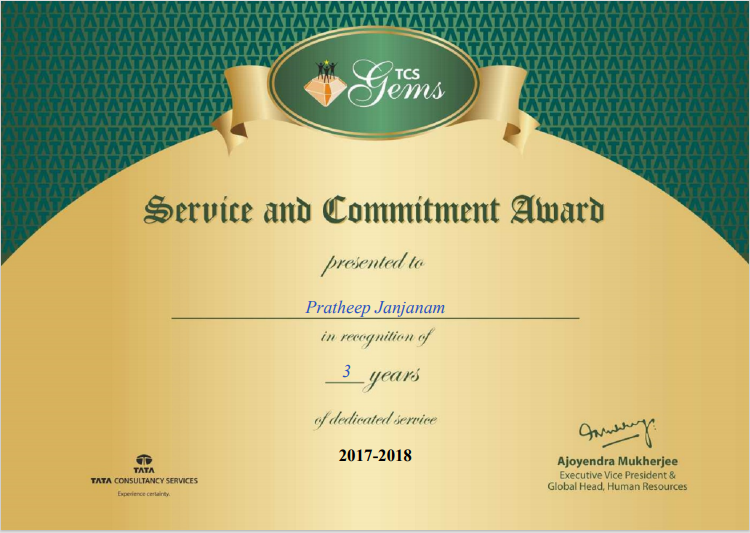 TCS
Gems
Service and Commitment Award
presented to
Pratheep Janjanam
in recognition of
3 years
of dedicated service
2017-2018
TATA
TATA CONSULTANCY SERVICES
Experience certainty.
Ajoyendra Mukherjee
Executive Vice President &
Global Head, Human Resources